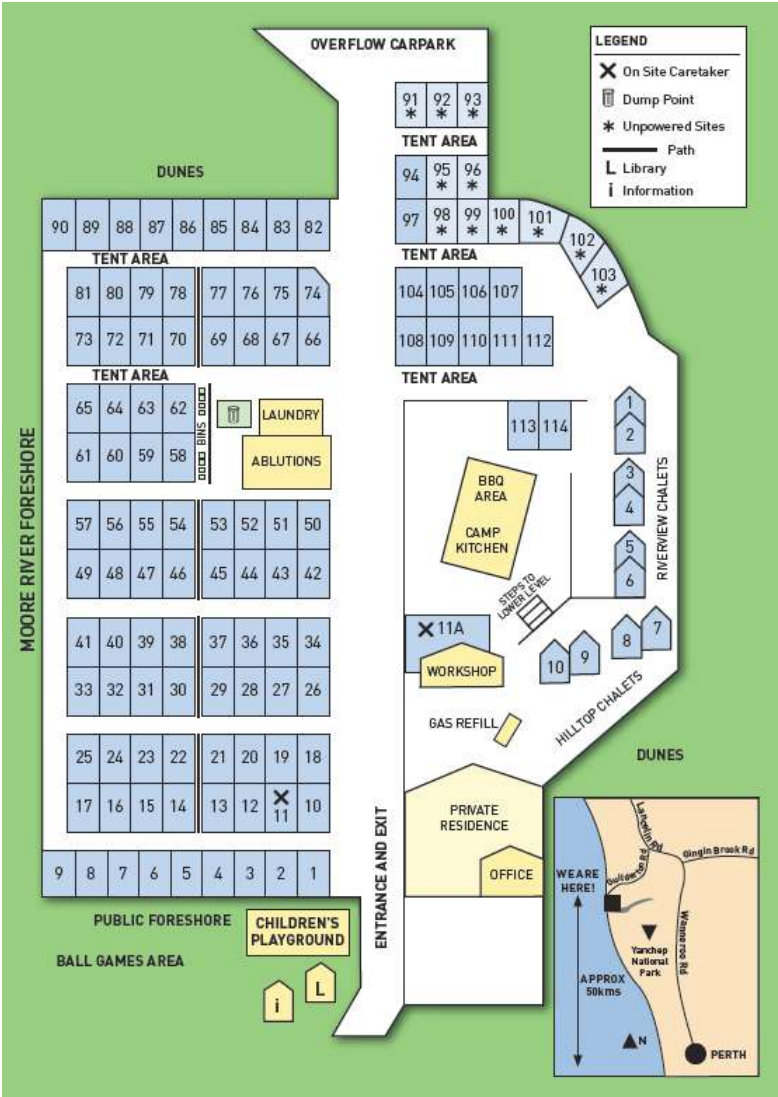 OVERFLOW CARPARK
LEGEND
On Site Caretaker
Dump Point
Unpowered Sites
Path
L Library
i Information
91 92 93
TENT AREA
94 95 96
97 98 99 100 101 102 103
DUNES
90 89 88 87 86 85 84 83 82
TENT AREA
TENT AREA
81 80 79 78 77 76 75 74
104 105 106 107
73 72 71 70 69 68 67 66
108 109 110 111 112
TENT AREA
TENT AREA
65 64 63 62
BINS
LAUNDRY
61 60 59 58
ABLUTIONS
113 114
1
2
3
4
5
6
RIVERVIEW CHALETS
BBQ
AREA
CAMP
KITCHEN
MOORE RIVER FORESHORE
57 56 55 54 53 52 51 50
49 48 47 46 45 44 43 42
STEPS TO
LOWER LEVEL
11A
WORKSHOP
10 9 8 7
HILLTOP CHALETS
41 40 39 38 37 36 35 34
33 32 31 30 29 28 27 26
GAS REFILL
DUNES
25 24 23 22 21 20 19 18
17 16 15 14 13 12 11 10
PRIVATE
RESIDENCE
OFFICE
ENTRANCE AND EXIT
9 8 7 6 5 4 3 2 1
PUBLIC FORESHORE
CHILDREN'S
PLAYGROUND
BALL GAMES AREA
i
L
Lancelin Rd
Gingin Brook Rd
Guilderton Rd
WE ARE
HERE!
Wanneroo Rd
Yanchep
National
Park
APPROX
50kms
N
PERTH